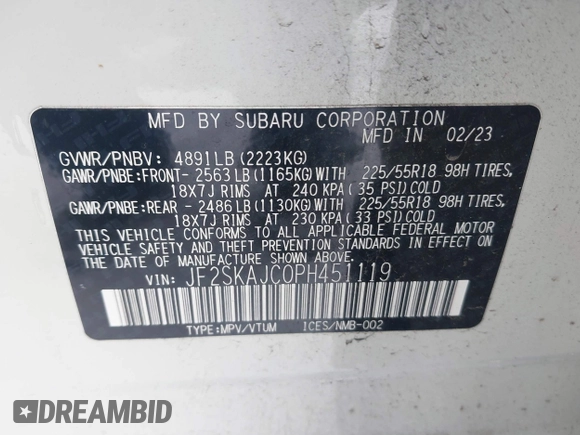 MFD BY SUBARU CORPORATION
MFD IN 02/23
GVWR/PNBV: 4891LB(2223KG)
GAWR/PNBE:FRONT- 2563LB(1165KG)WITH 225/55R18 98H TIRES,
18X7J RIMS AT 240 KPA(35 PSI)COLD
GAWR/PNBE:REAR - 2486LB(1130KG)WITH 225/55R18 98H TIRES,
18X7J RIMS AT 230 KPA(33 PSI)COLD
THIS VEHICLE CONFORMS TO ALL APPLICABLE FEDERAL MOTOR
VEHICLE SAFETY AND THEFT PREVENTION STANDARDS IN EFFECT ON
THE DATE OF MANUFACTURE SHOWN ABOVE.
VIN: JF2SKAJC0PH451119
TYPE:MPV/VTUM ICES/NMB-002
DREAMBID